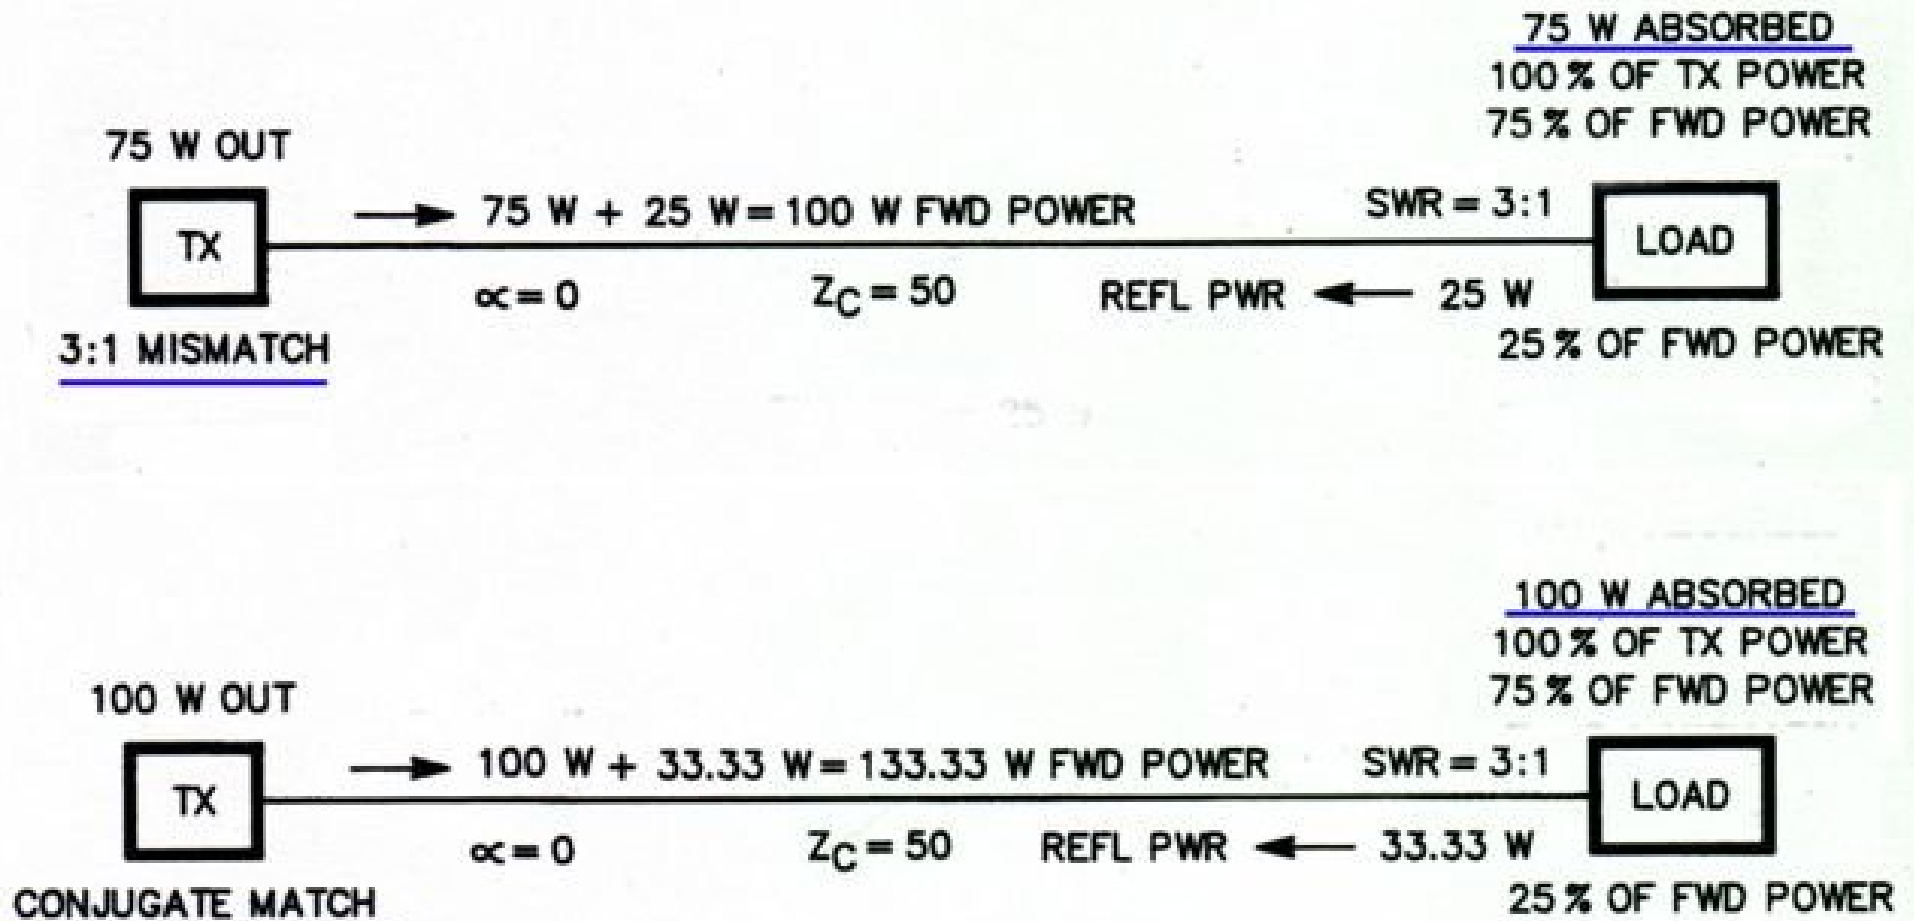 75 W ABSORBED
100% OF TX POWER
75% OF FWD POWER
75 W OUT
TX
75 W + 25 W = 100 W FWD POWER
SWR = 3:1
LOAD
∝ = 0
ZC = 50
REFL PWR
25 W
3:1 MISMATCH
25% OF FWD POWER
100 W ABSORBED
100% OF TX POWER
75% OF FWD POWER
100 W OUT
TX
100 W + 33.33 W = 133.33 W FWD POWER
SWR = 3:1
LOAD
∝ = 0
ZC = 50
REFL PWR
33.33 W
CONJUGATE MATCH
25% OF FWD POWER